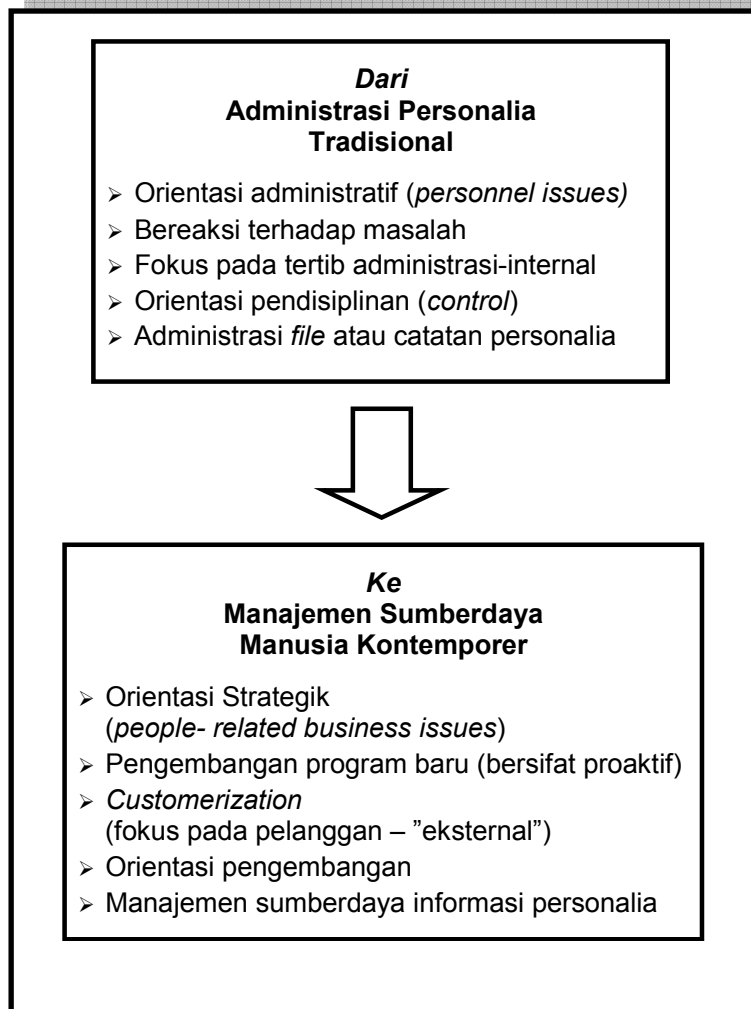 Dari
Administrasi Personalia
Tradisional
➢ Orientasi administratif (personnel issues)
➢ Bereaksi terhadap masalah
➢ Fokus pada tertib administrasi-internal
➢ Orientasi pendisiplinan (control)
➢ Administrasi file atau catatan personalia
Ke
Manajemen Sumberdaya
Manusia Kontemporer
➢ Orientasi Strategik
(people- related business issues)
➢ Pengembangan program baru (bersifat proaktif)
➢ Customerization
(fokus pada pelanggan – ”eksternal”)
➢ Orientasi pengembangan
➢ Manajemen sumberdaya informasi personalia